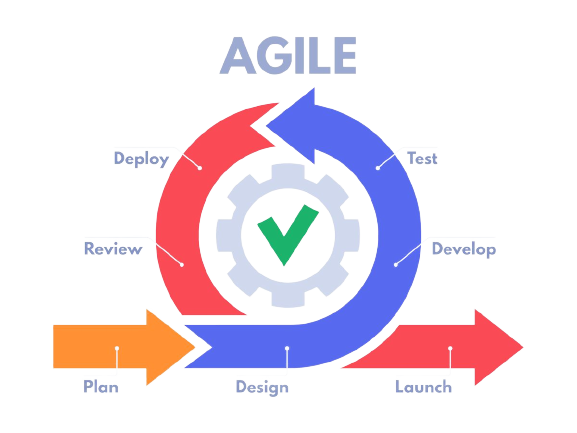 AGILE
Deploy
Test
Review
Develop
Plan
Design
Launch